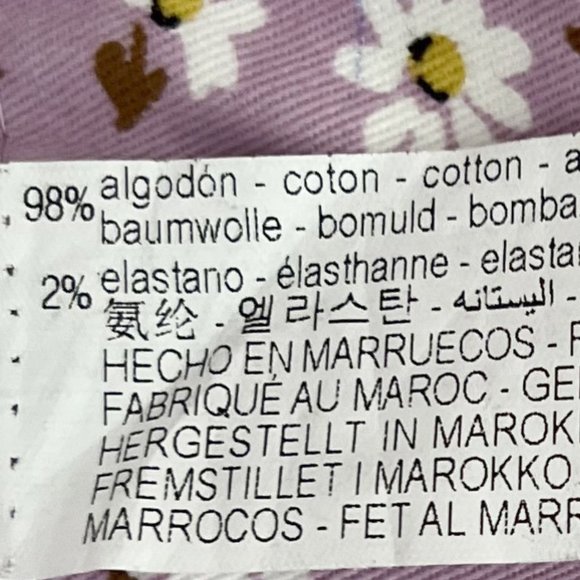 98% algodón - coton - cotton - a
baumwolle - bomuld - bomba
2% elastano - élasthanne - elasta
氨纶 - 엘라스탄 - اليستانه -
HECHO EN MARRUECOS - F
FABRIQUÉ AU MAROC - GE
HERGESTELLT IN MAROK
FREMSTILLET I MAROKKO
MARROCOS - FET AL MARR